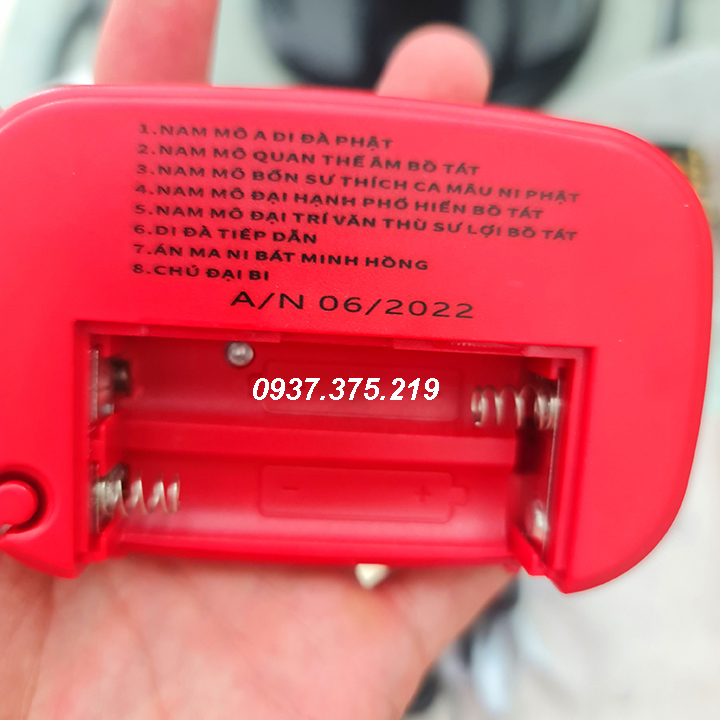 1.NAM MÔ A DI ĐÀ PHẬT
2.NAM MÔ QUAN THẾ ÂM BỒ TÁT
3.NAM MÔ BỔN SƯ THÍCH CA MÂU NI PHẬT
4.NAM MÔ ĐẠI HẠNH PHỔ HIỀN BỒ TÁT
5.NAM MÔ ĐẠI TRÍ VĂN THÙ SƯ LỢI BỒ TÁT
6.DI ĐÀ TIẾP DẪN
7.ÁN MA NI BÁT MINH HỒNG
8.CHÚ ĐẠI BI
A/N 06/2022
0937.375.219
- +